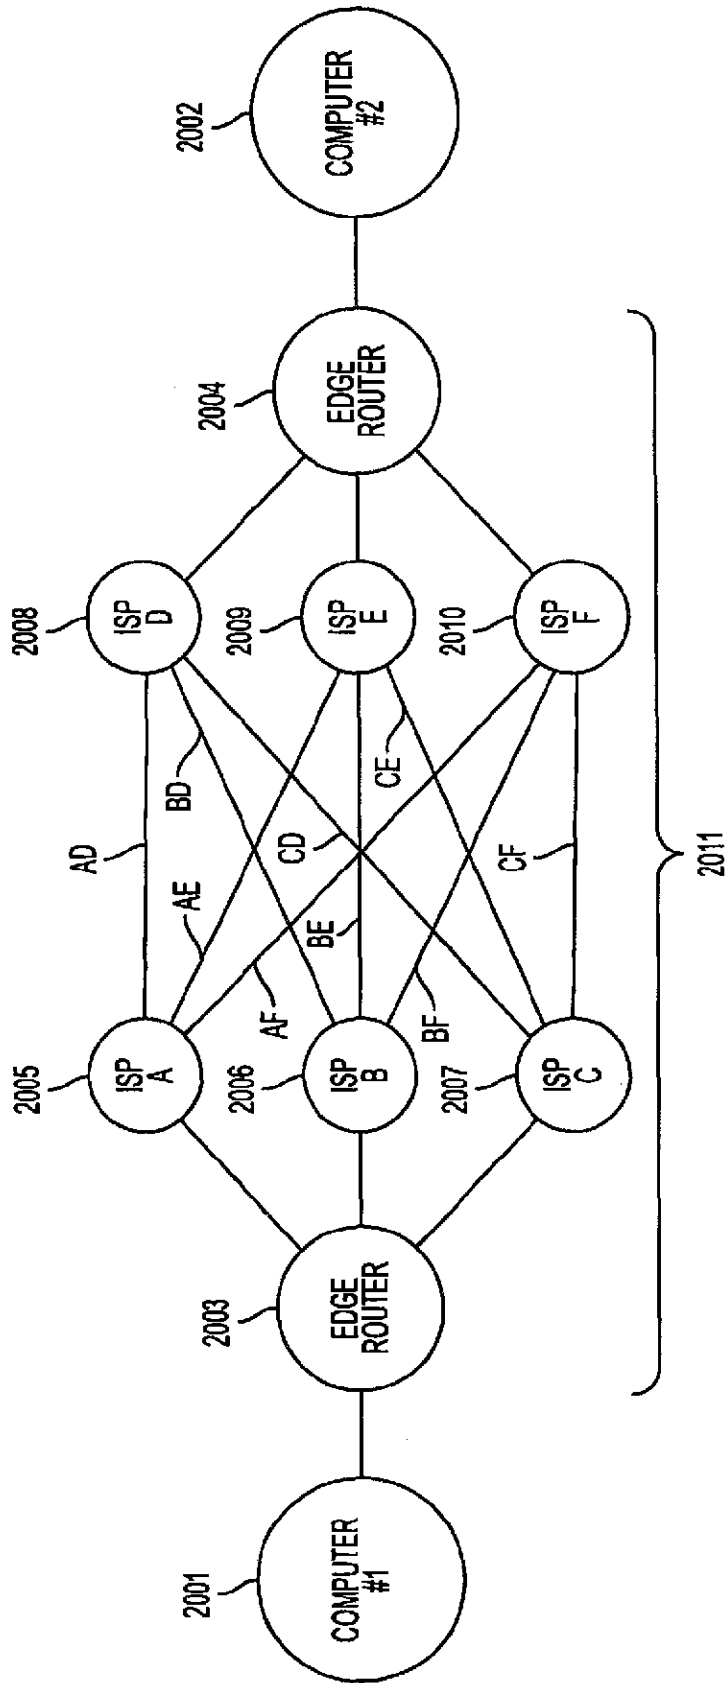 2001
COMPUTER
#1
2003
EDGE
ROUTER
2005
ISP
A
2006
ISP
B
2007
ISP
C
AD
AE
BD
AF
CD
BE
CE
BF
CF
2008
ISP
D
2009
ISP
E
2010
ISP
F
2004
EDGE
ROUTER
2002
COMPUTER
#2
2011